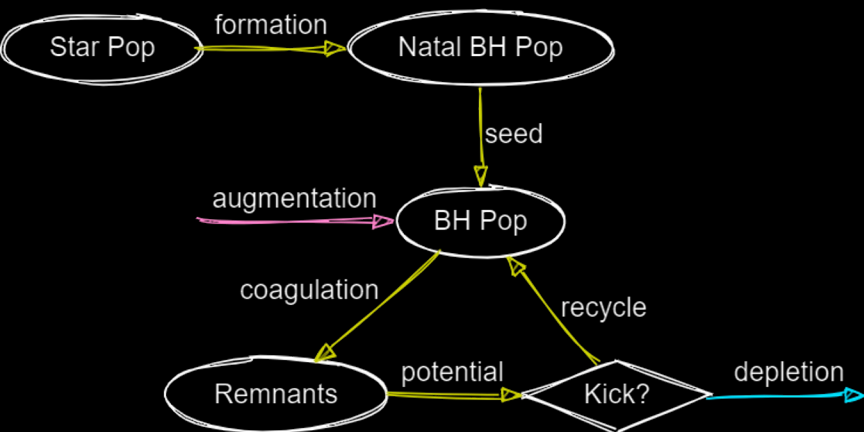 formation
Star Pop
Natal BH Pop
seed
augmentation
BH Pop
coagulation
recycle
potential
depletion
Remnants
Kick?